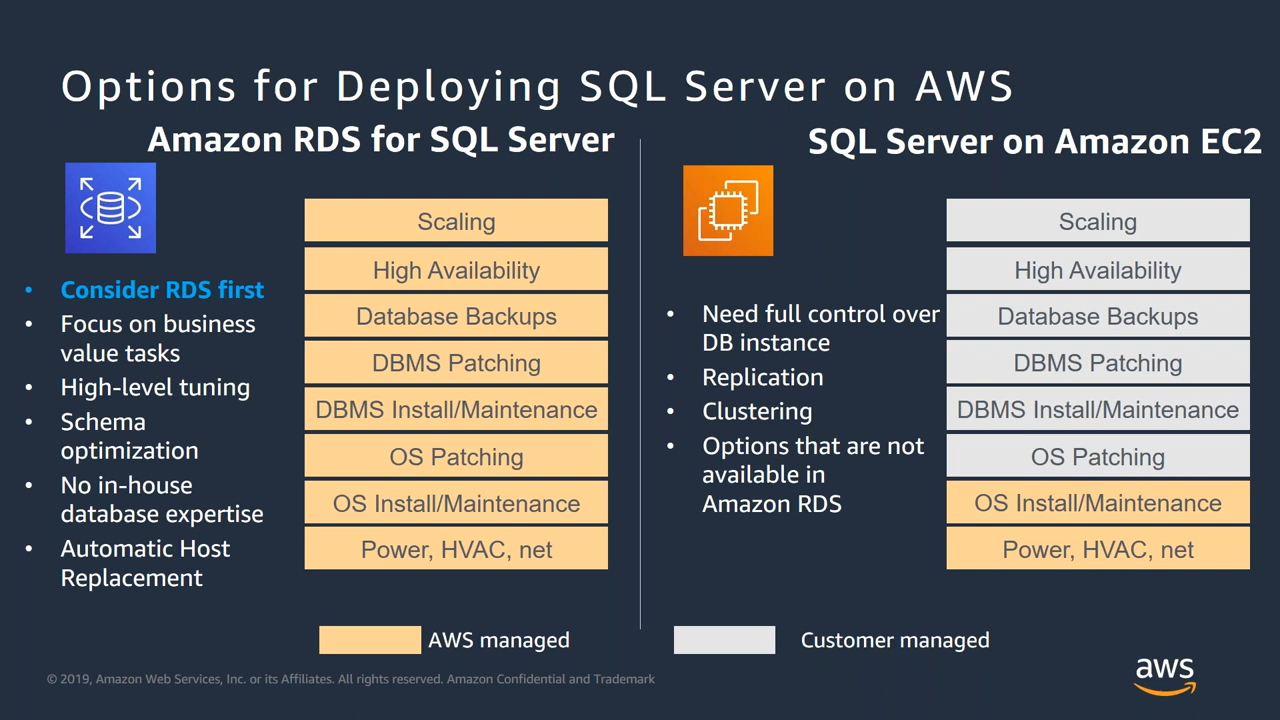 Options for Deploying SQL Server on AWS
Amazon RDS for SQL Server
• Consider RDS first
• Focus on business
value tasks
• High-level tuning
• Schema
optimization
• No in-house
database expertise
• Automatic Host
Replacement
Scaling
High Availability
Database Backups
DBMS Patching
DBMS Install/Maintenance
OS Patching
OS Install/Maintenance
Power, HVAC, net
SQL Server on Amazon EC2
• Need full control over
DB instance
• Replication
• Clustering
• Options that are not
available in
Amazon RDS
Scaling
High Availability
Database Backups
DBMS Patching
DBMS Install/Maintenance
OS Patching
OS Install/Maintenance
Power, HVAC, net
AWS managed
Customer managed
© 2019, Amazon Web Services, Inc. or its Affiliates. All rights reserved. Amazon Confidential and Trademark
aws